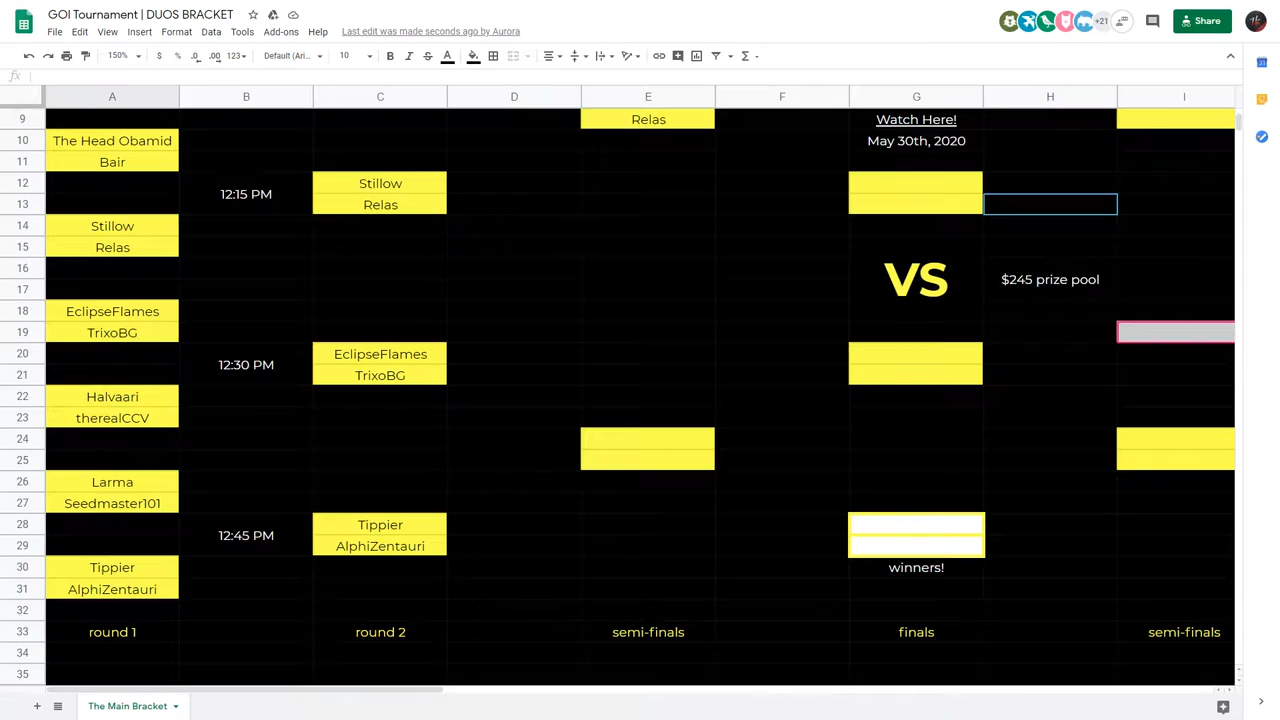 GOI Tournament | DUOS BRACKET
File Edit View Insert Format Data Tools Add-ons Help Last edit was made seconds ago by Aurora
+21
Share
150% $ % .0 .00 123 Default (Ari... 10 B I S A
fx
A B C D E F G H I
9 Relas Watch Here!
10 The Head Obamid May 30th, 2020
11 Bair
12 Stillow
12:15 PM
13 Relas
14 Stillow
15 Relas
16
VS $245 prize pool
17
18 EclipseFlames
19 TrixoBG
20 EclipseFlames
12:30 PM
21 TrixoBG
22 Halvaari
23 therealCCV
24
25
26 Larma
27 Seedmaster101
28 Tippier
12:45 PM
29 AlphiZentauri
30 Tippier winners!
31 AlphiZentauri
32
33 round 1 round 2 semi-finals finals semi-finals
34
35
The Main Bracket